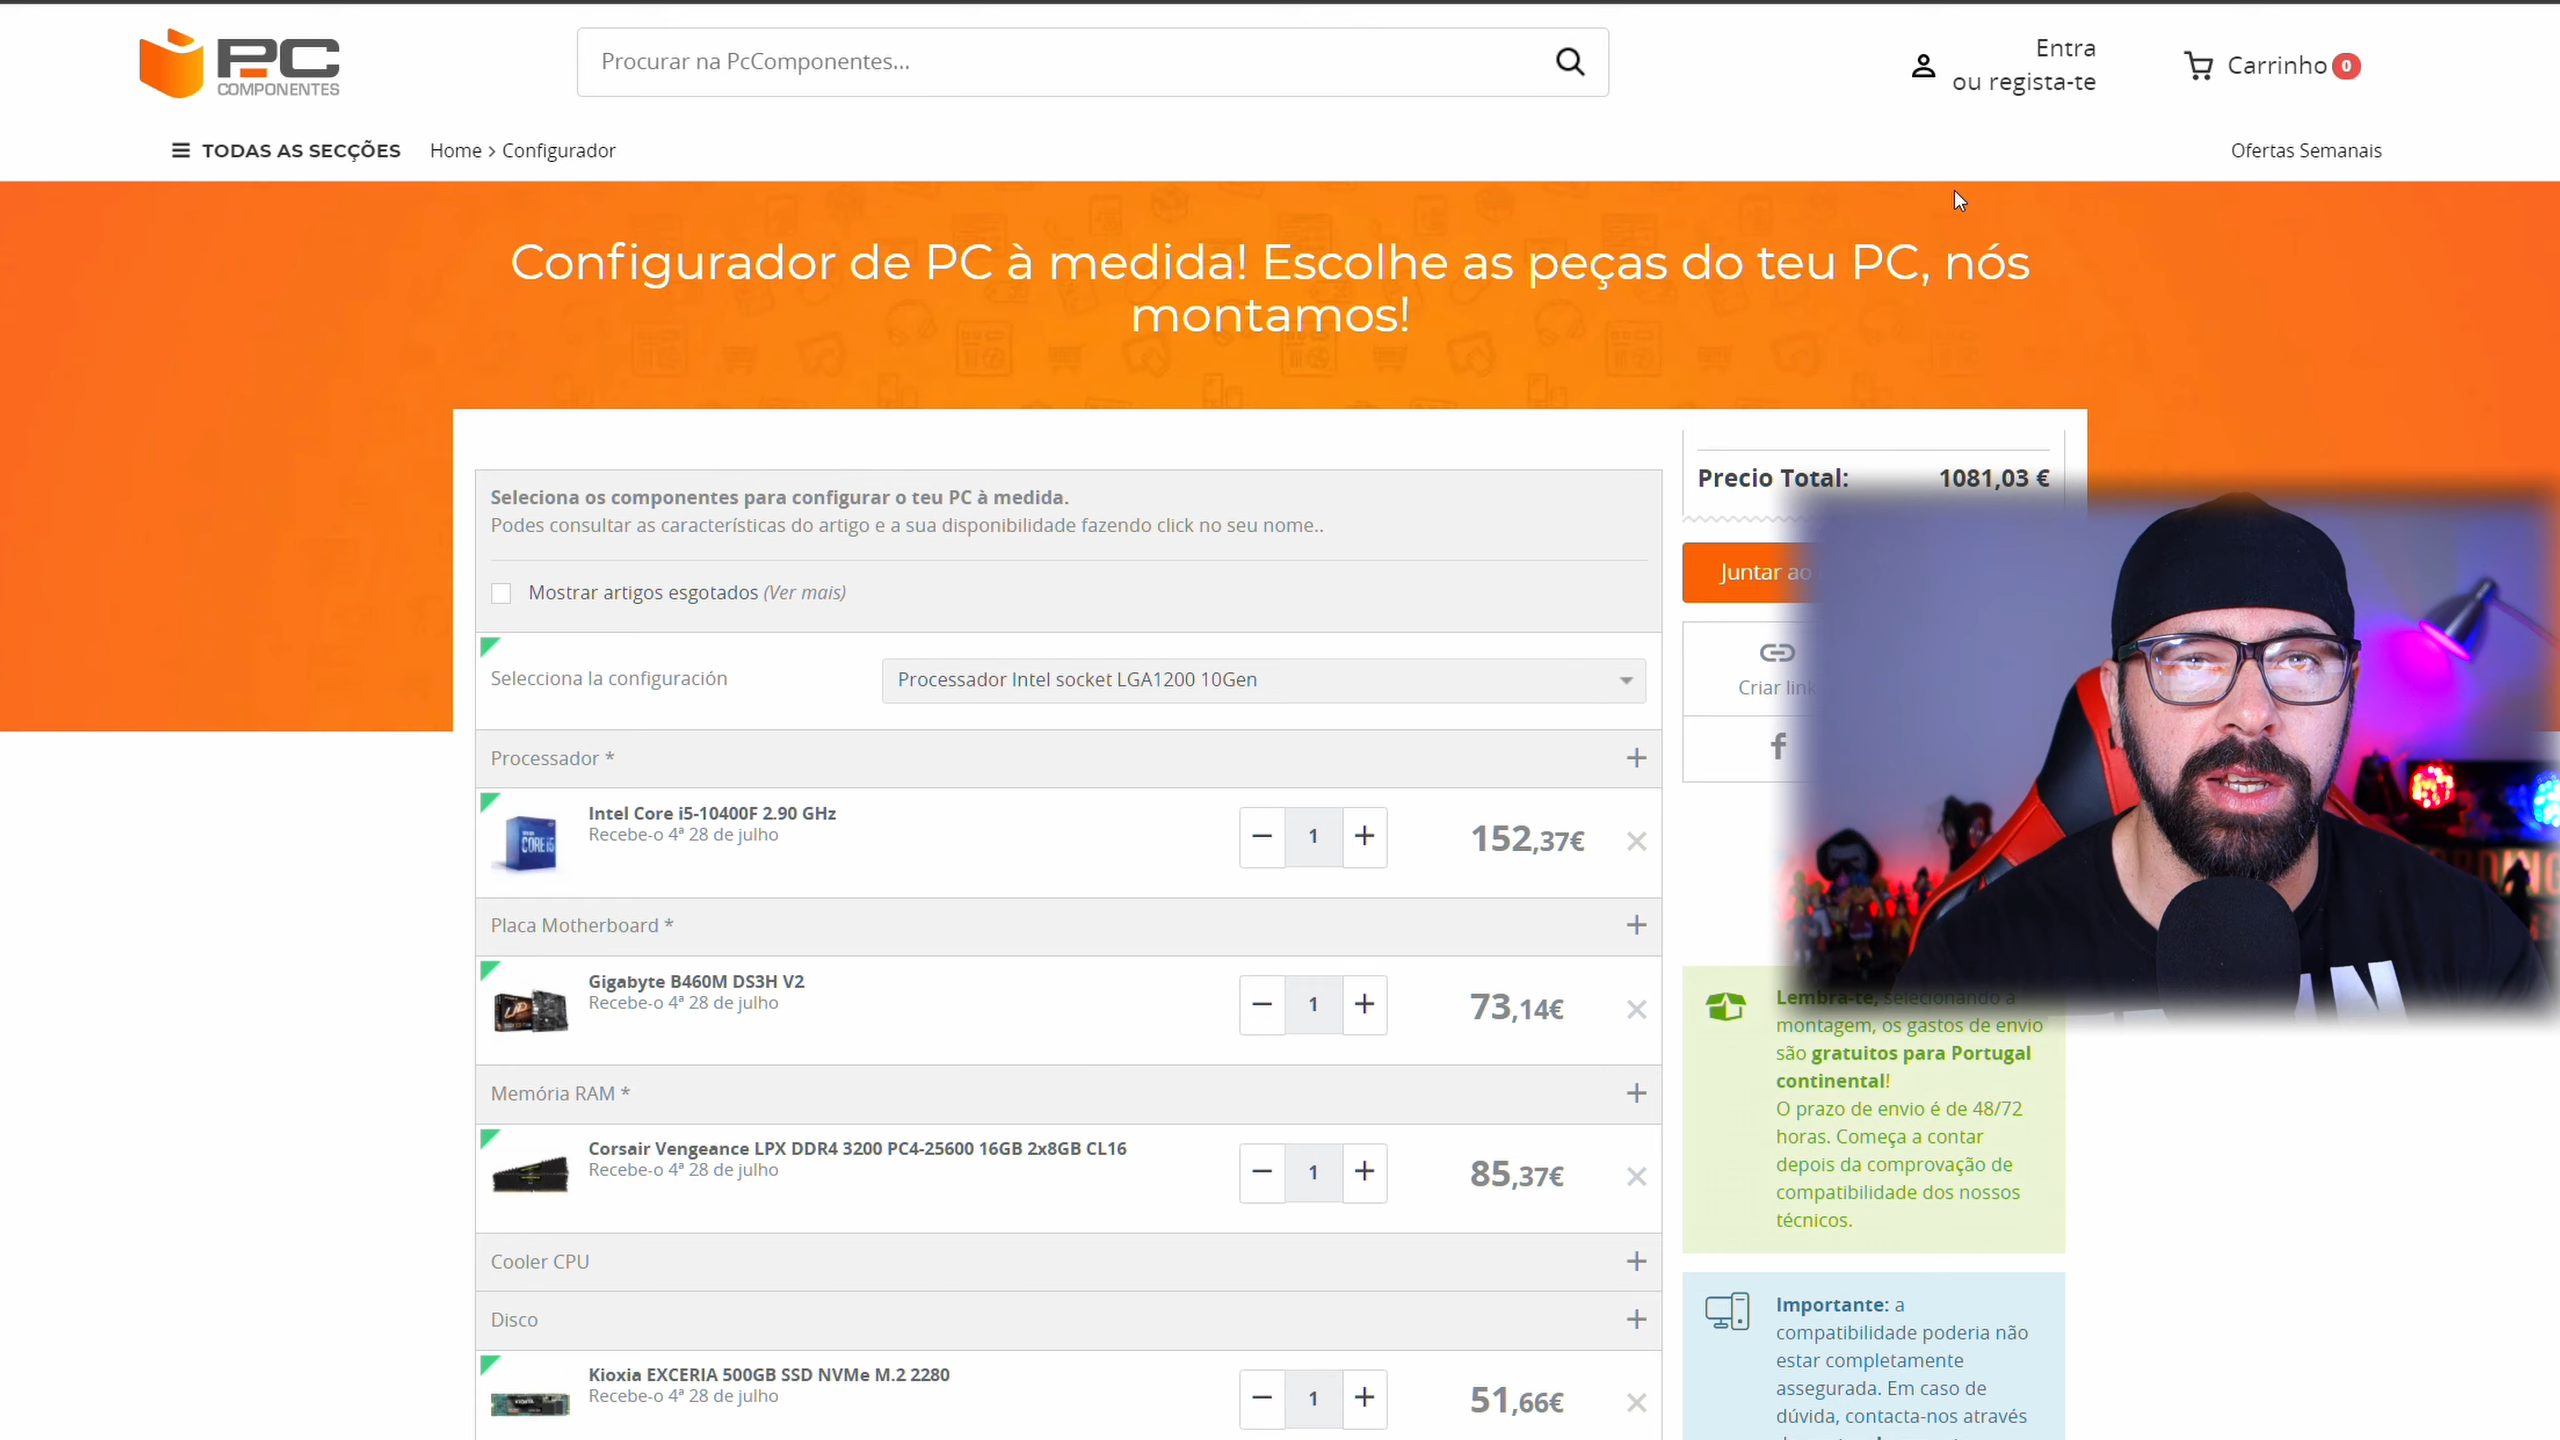 PC
COMPONENTES
Procurar na PcComponentes...
Entra
ou regista-te
Carrinho 0
TODAS AS SECÇÕES
Home > Configurador
Ofertas Semanais
Configurador de PC à medida! Escolhe as peças do teu PC, nós
montamos!
Precio Total: 1081,03 €
Seleciona os componentes para configurar o teu PC à medida.
Podes consultar as características do artigo e a sua disponibilidade fazendo click no seu nome..
Mostrar artigos esgotados (Ver mais)
Juntar ao
Criar link
Selecciona la configuración
Processador Intel socket LGA1200 10Gen
Processador *
Intel Core i5-10400F 2.90 GHz
Recebe-o 4ª 28 de julho
1
152,37€
CORE i5
Placa Motherboard *
Gigabyte B460M DS3H V2
Recebe-o 4ª 28 de julho
1
73,14€
Memória RAM *
Corsair Vengeance LPX DDR4 3200 PC4-25600 16GB 2x8GB CL16
Recebe-o 4ª 28 de julho
1
85,37€
Cooler CPU
Disco
Kioxia EXCERIA 500GB SSD NVMe M.2 2280
Recebe-o 4ª 28 de julho
1
51,66€
Lembra-te, selecionando a
montagem, os gastos de envio
são gratuitos para Portugal
continental!
O prazo de envio é de 48/72
horas. Começa a contar
depois da comprovação de
compatibilidade dos nossos
técnicos.
Importante: a
compatibilidade poderia não
estar completamente
assegurada. Em caso de
dúvida, contacta-nos através